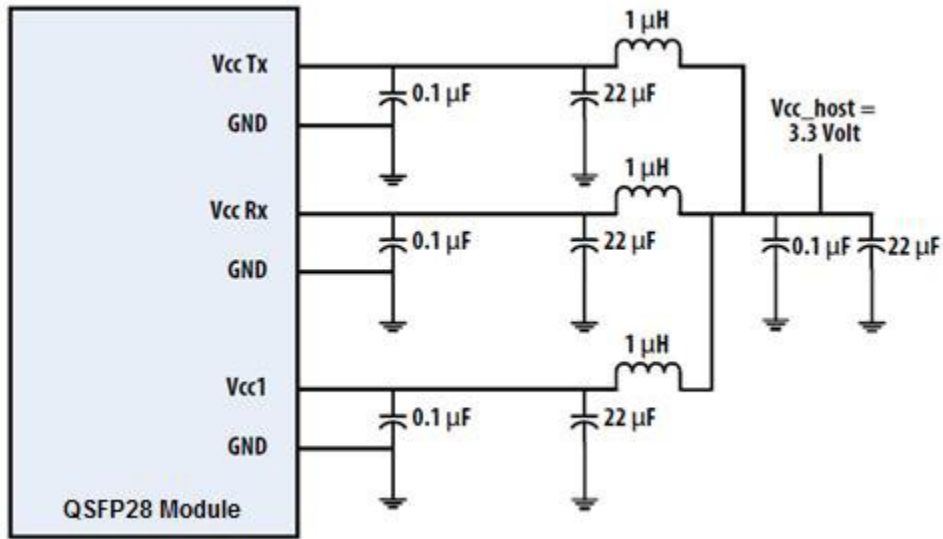 1 μH
Vcc Tx
0.1 μF
22 μF
GND
Vcc_host =
3.3 Volt
1 μH
Vcc Rx
0.1 μF
22 μF
0.1 μF
22 μF
GND
1 μH
Vcc1
0.1 μF
22 μF
GND
QSFP28 Module